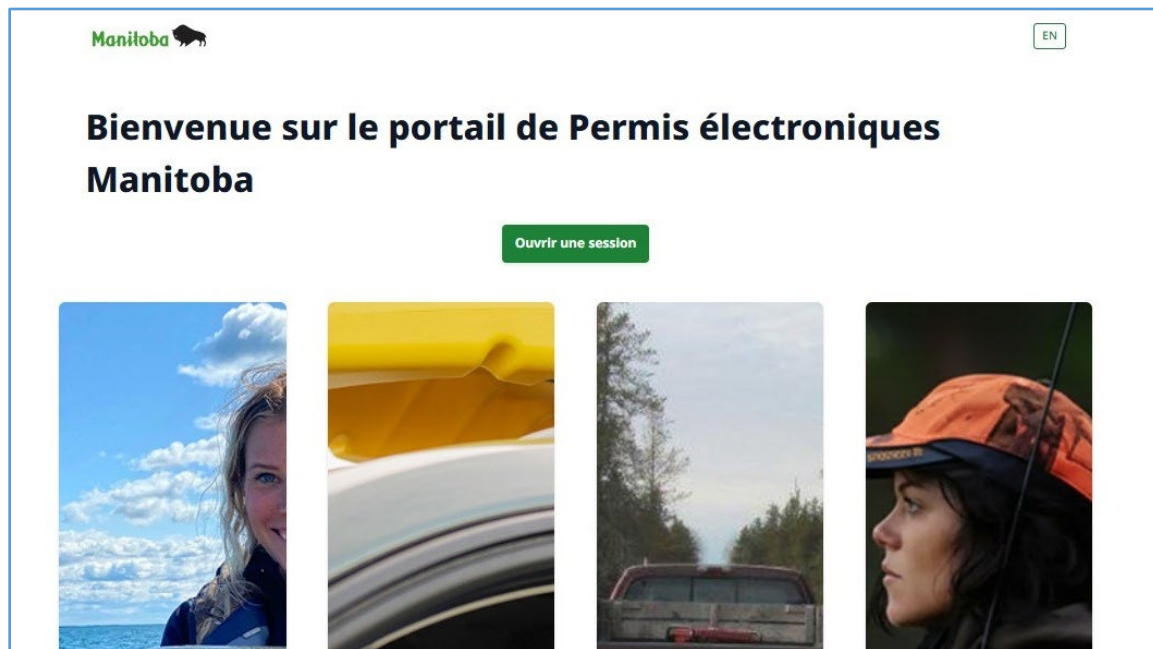 Manitoba
EN
Bienvenue sur le portail de Permis électroniques
Manitoba
Ouvrir une session